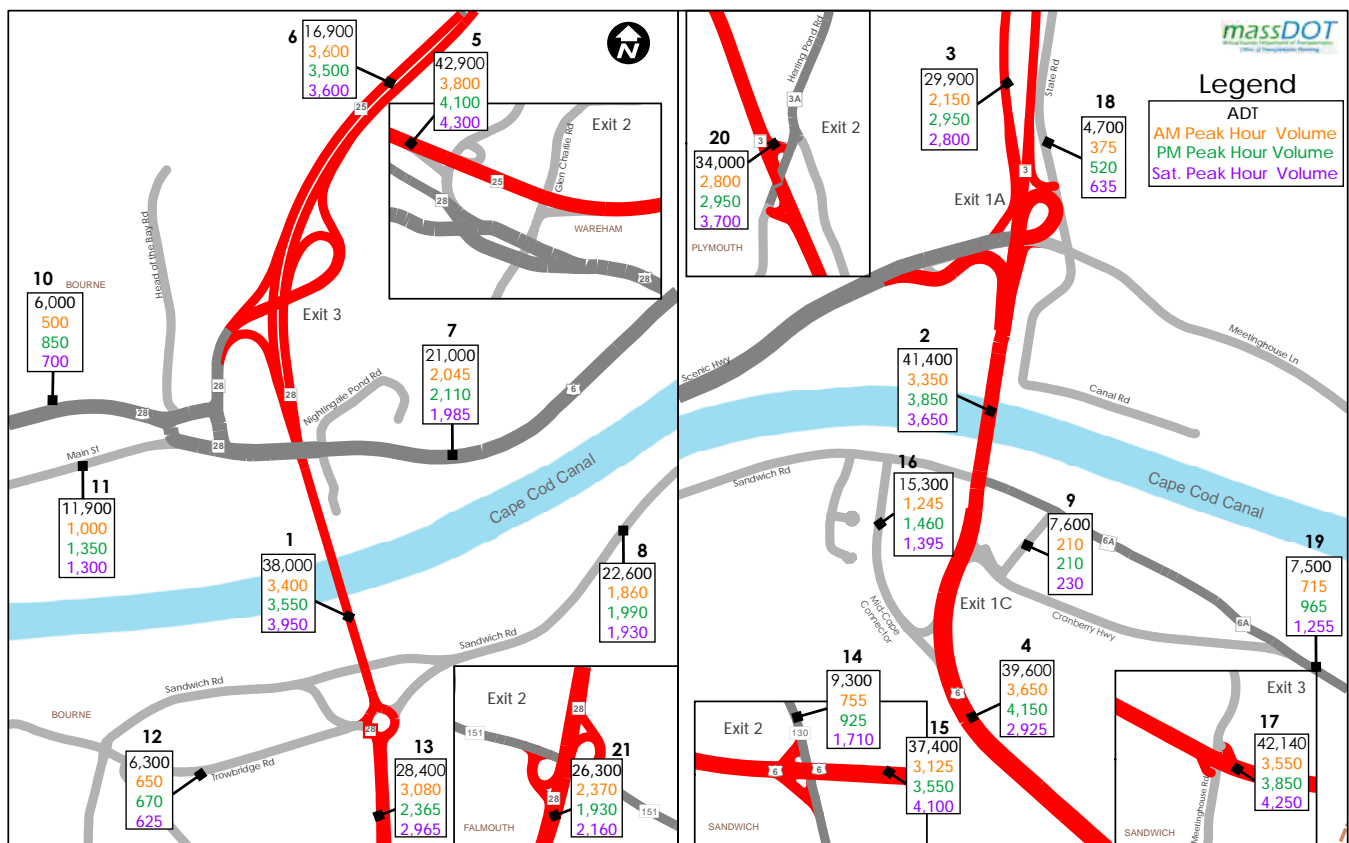 6
16,900
3,600
3,500
3,600
25
N
5
42,900
3,800
4,100
4,300
Exit 2
Glen Charlie Rd
25
28
WAREHAM
28
Head of the Bay Rd
10
BOURNE
6,000
500
850
700
Exit 3
28
28
28
28
Nightingale Pond Rd
7
21,000
2,045
2,110
1,985
6
Main St
11
11,900
1,000
1,350
1,300
Cape Cod Canal
1
38,000
3,400
3,550
3,950
8
22,600
1,860
1,990
1,930
Sandwich Rd
Sandwich Rd
BOURNE
28
12
6,300
650
670
625
Trowbridge Rd
13
28,400
3,080
2,365
2,965
Exit 2
28
151
21
26,300
2,370
1,930
2,160
28
151
FALMOUTH
Herring Pond Rd
3A
Exit 2
20
3
34,000
2,800
2,950
3,700
PLYMOUTH
3
29,900
2,150
2,950
2,800
State Rd
18
4,700
375
520
635
3
Exit 1A
massDOT
Massachusetts Department of Transportation
Office of Transportation Planning
Legend
ADT
AM Peak Hour Volume
PM Peak Hour Volume
Sat. Peak Hour Volume
Meetinghouse Ln
Scenic Hwy
2
41,400
3,350
3,850
3,650
Canal Rd
Cape Cod Canal
Sandwich Rd
16
15,300
1,245
1,460
1,395
9
7,600
210
210
230
6A
19
7,500
715
965
1,255
Mid-Cape
Connector
Exit 1C
Cranberry Hwy
6A
4
39,600
3,650
4,150
2,925
6
14
9,300
755
925
1,710
Exit 2
130
6
6
15
37,400
3,125
3,550
4,100
SANDWICH
Exit 3
17
42,140
3,550
3,850
4,250
Meetinghouse Rd
SANDWICH